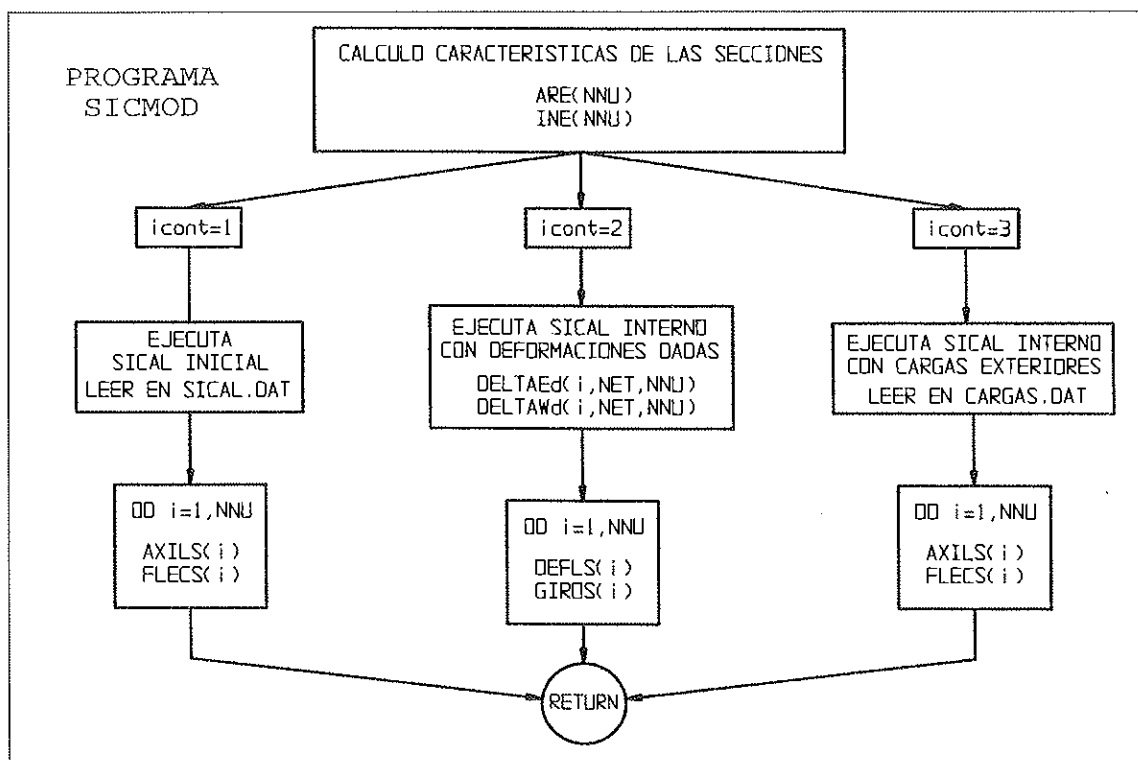 PROGRAMA
SICMOD
CALCULO CARACTERISTICAS DE LAS SECCIONES
ARE(NNU)
INE(NNU)
icont=1
icont=2
icont=3
EJECUTA
SICAL INICIAL
LEER EN SICAL.DAT
EJECUTA SICAL INTERNO
CON DEFORMACIONES DADAS
DELTAEd(i,NET,NNU)
DELTAWd(i,NET,NNU)
EJECUTA SICAL INTERNO
CON CARGAS EXTERIORES
LEER EN CARGAS.DAT
DO i=1,NNU
AXILS(i)
FLECS(i)
DO i=1,NNU
DEFLS(i)
GIROS(i)
DO i=1,NNU
AXILS(i)
FLECS(i)
RETURN